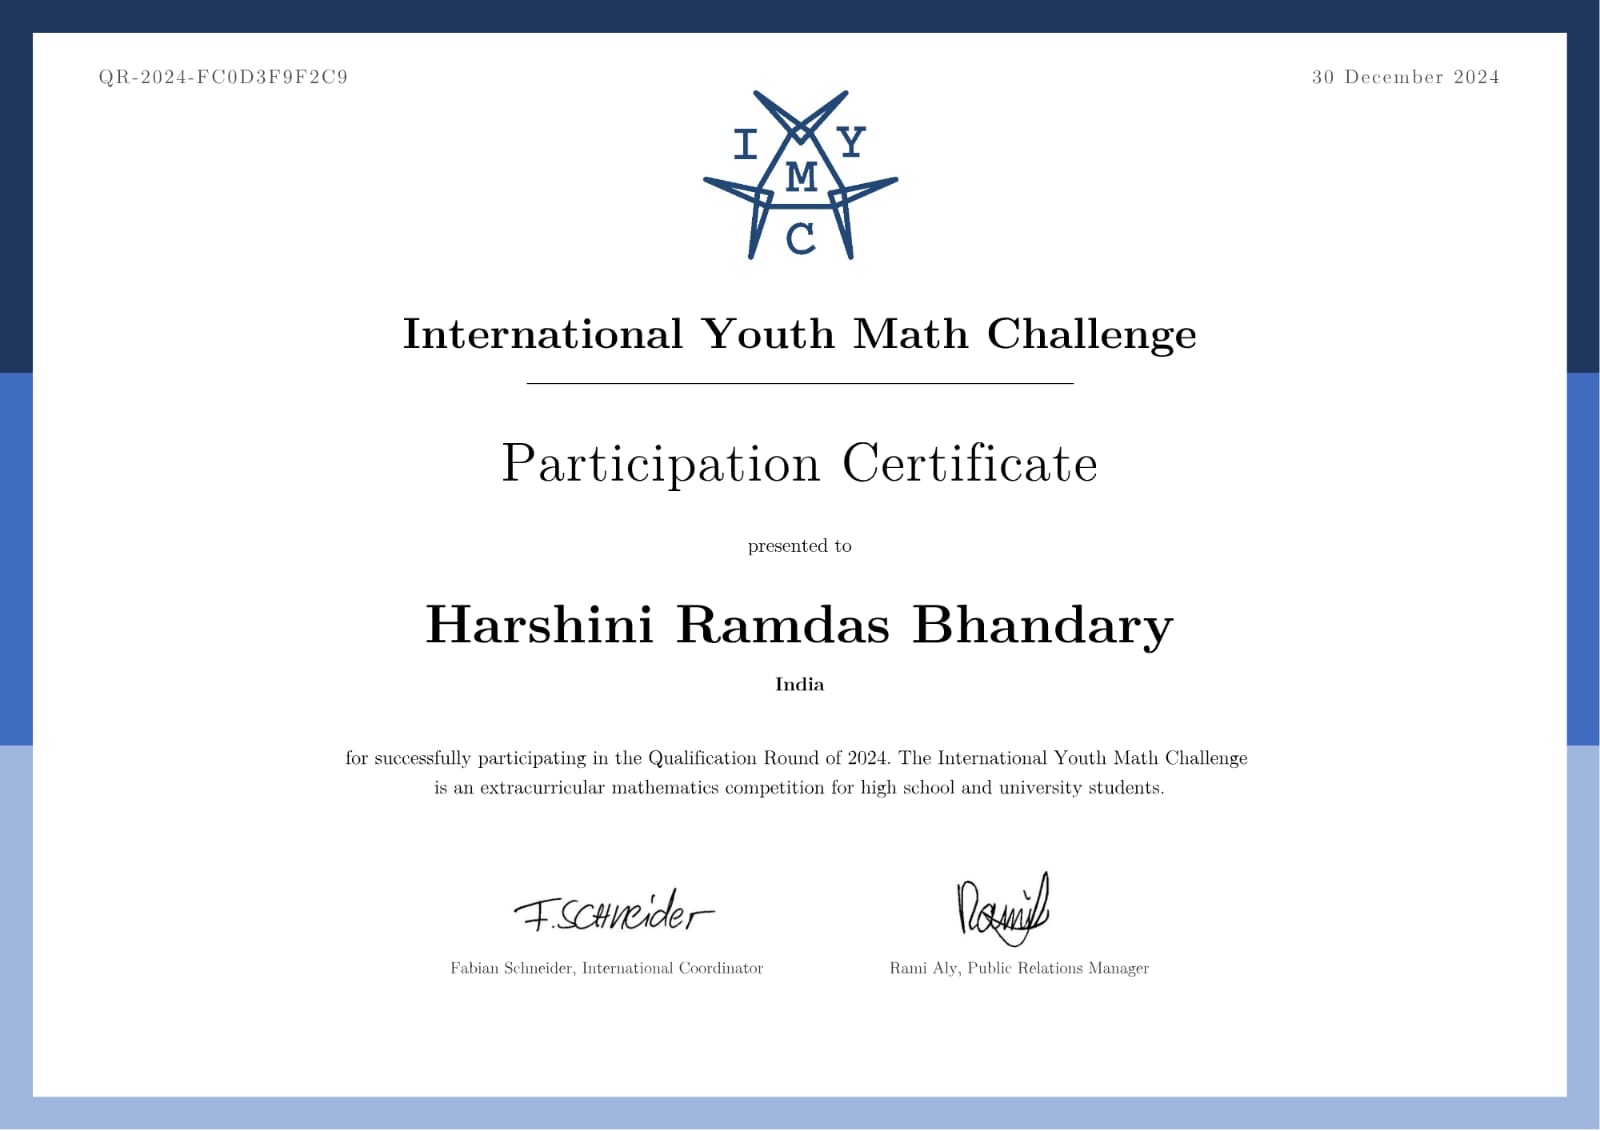 QR-2024-FC0D3F9F2C9
30 December 2024
I Y
M
C
International Youth Math Challenge
Participation Certificate
presented to
Harshini Ramdas Bhandary
India
for successfully participating in the Qualification Round of 2024. The International Youth Math Challenge
is an extracurricular mathematics competition for high school and university students.
F. Schneider
Rami
Fabian Schneider, International Coordinator
Rami Aly, Public Relations Manager